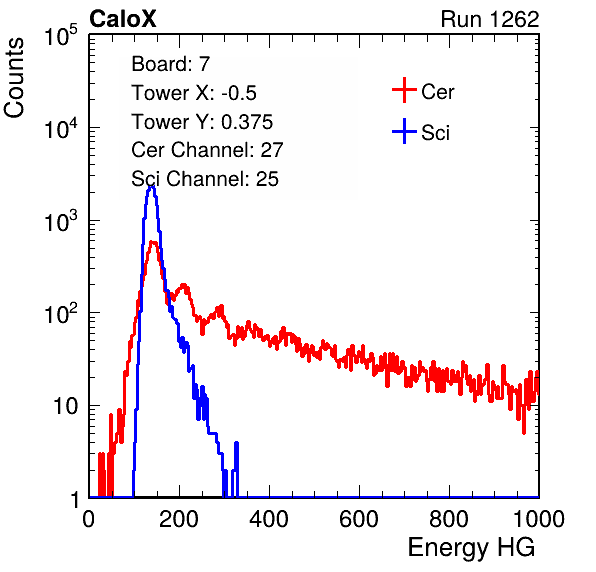 CaloX Run 1262
Counts
Board: 7
Tower X: -0.5
Tower Y: 0.375
Cer Channel: 27
Sci Channel: 25
Cer
Sci
10^5
10^4
10^3
10^2
10
1
0 200 400 600 800 1000
Energy HG